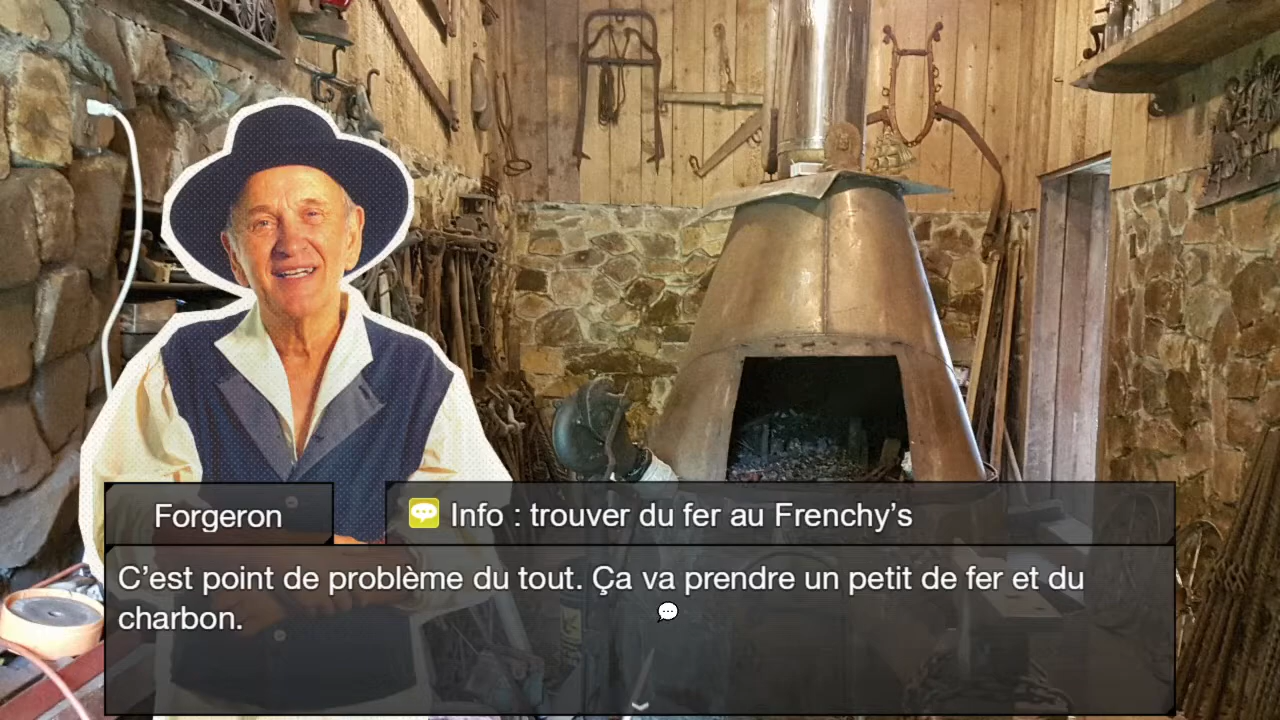 Forgeron
Info : trouver du fer au Frenchy’s
C’est point de problème du tout. Ça va prendre un petit de fer et du
charbon.